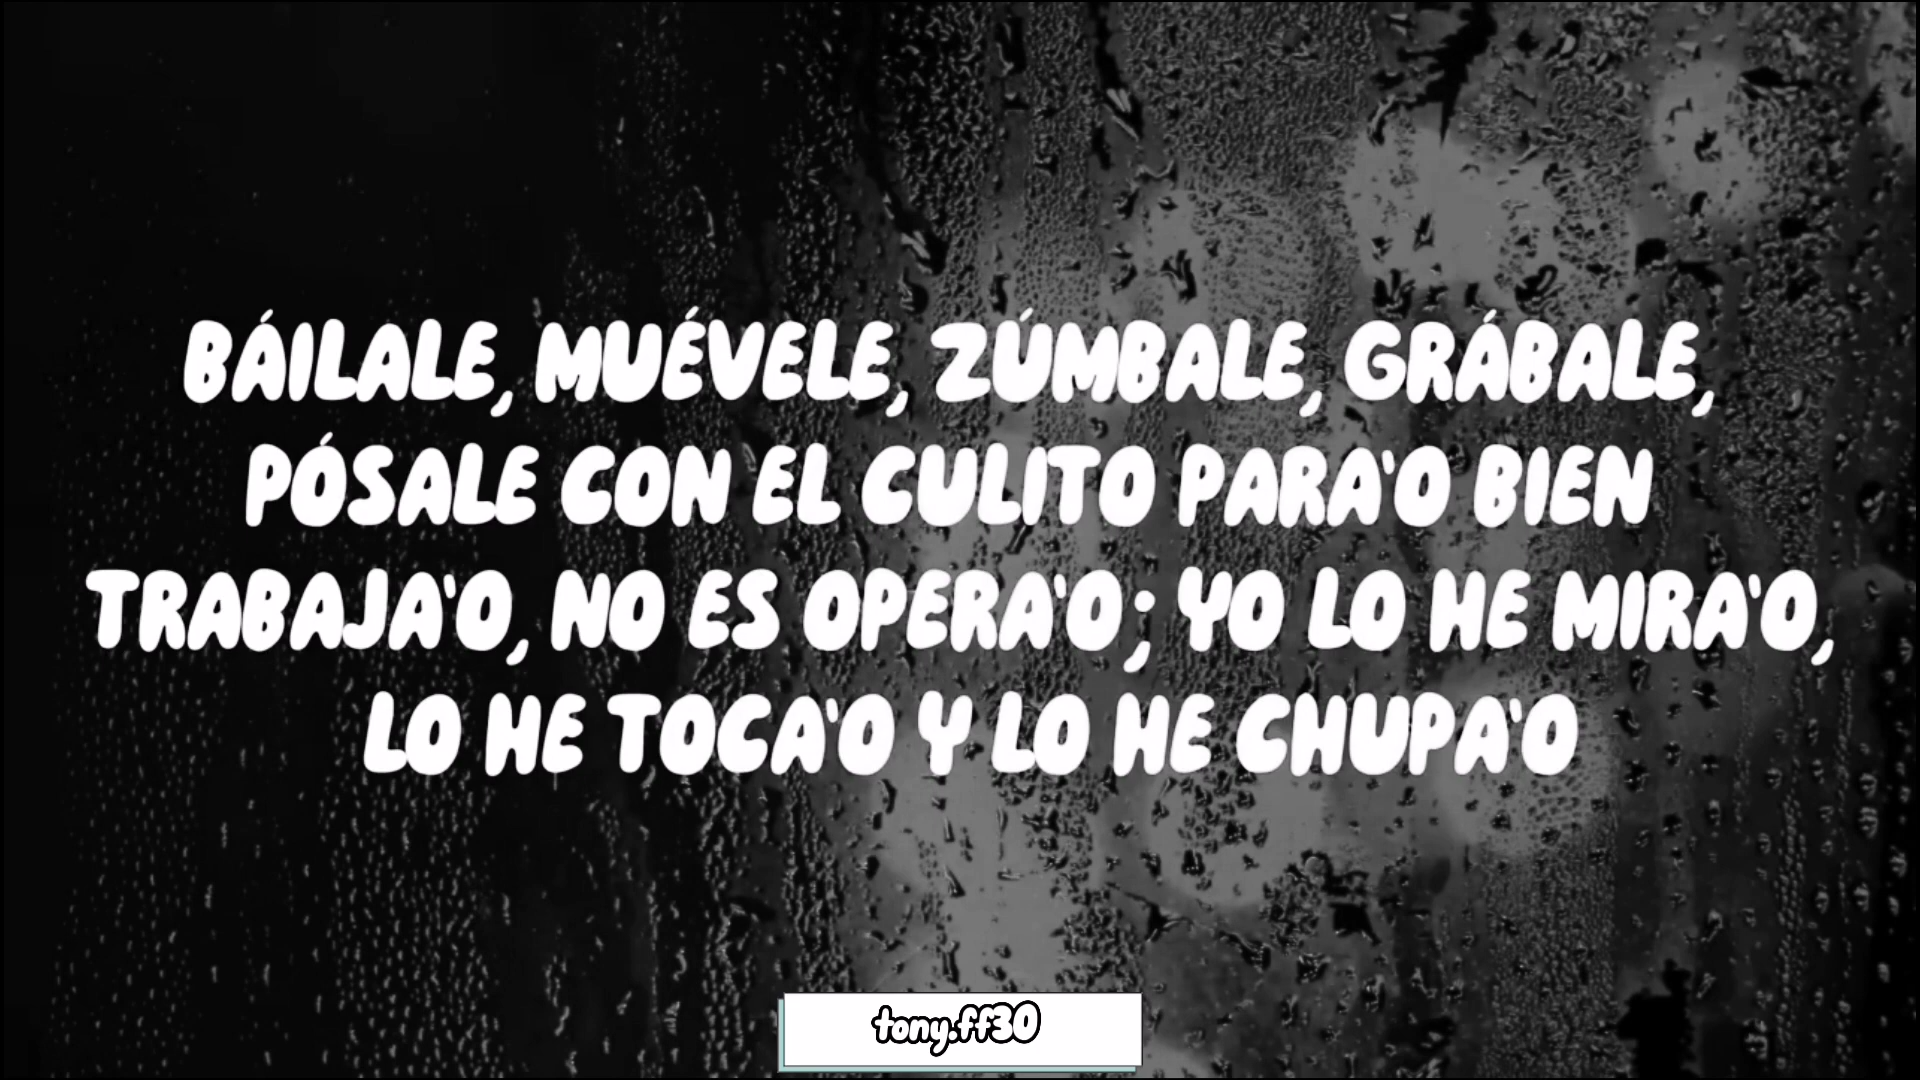 BÁILALE, MUÉVELE, ZÚMBALE, GRÁBALE,
PÓSALE CON EL CULITO PARA'O BIEN
TRABAJA'O, NO ES OPERA'O; YO LO HE MIRA'O,
LO HE TOCA'O Y LO HE CHUPA'O
tony.ff30